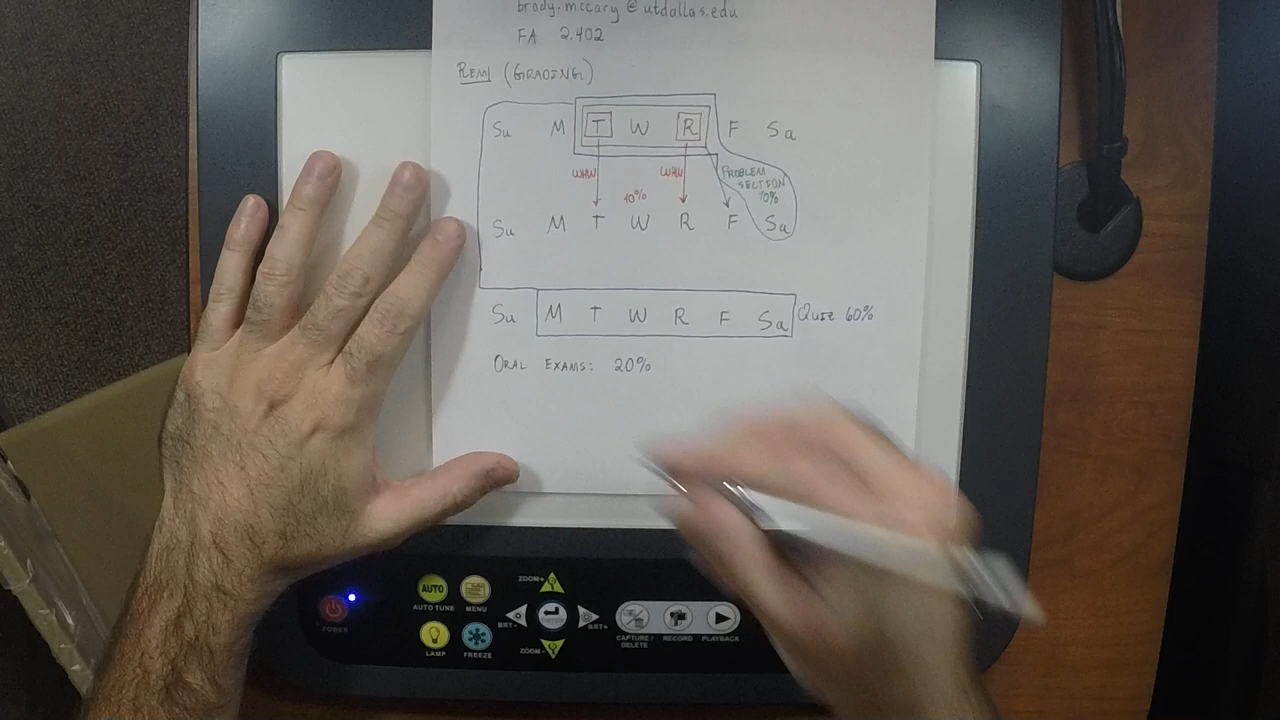 brady.mccary @ utdallas.edu
FA 2.402
REM| (GRADING)
Su M T W R F Sa
WHW WHW PROBLEM
SECTION
10% 10%
Su M T W R F Sa
Su M T W R F Sa Quiz 60%
ORAL EXAMS: 20%
AUTO
AUTO TUNE
MENU
ZOOM+
BRT-
BRT+
CAPTURE /
DELETE
RECORD
PLAYBACK
POWER
LAMP
FREEZE
ZOOM-